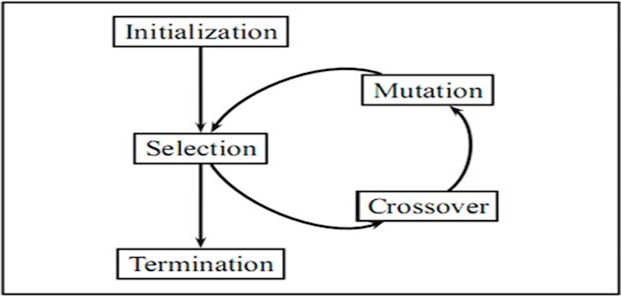 Initialization
Mutation
Selection
Crossover
Termination